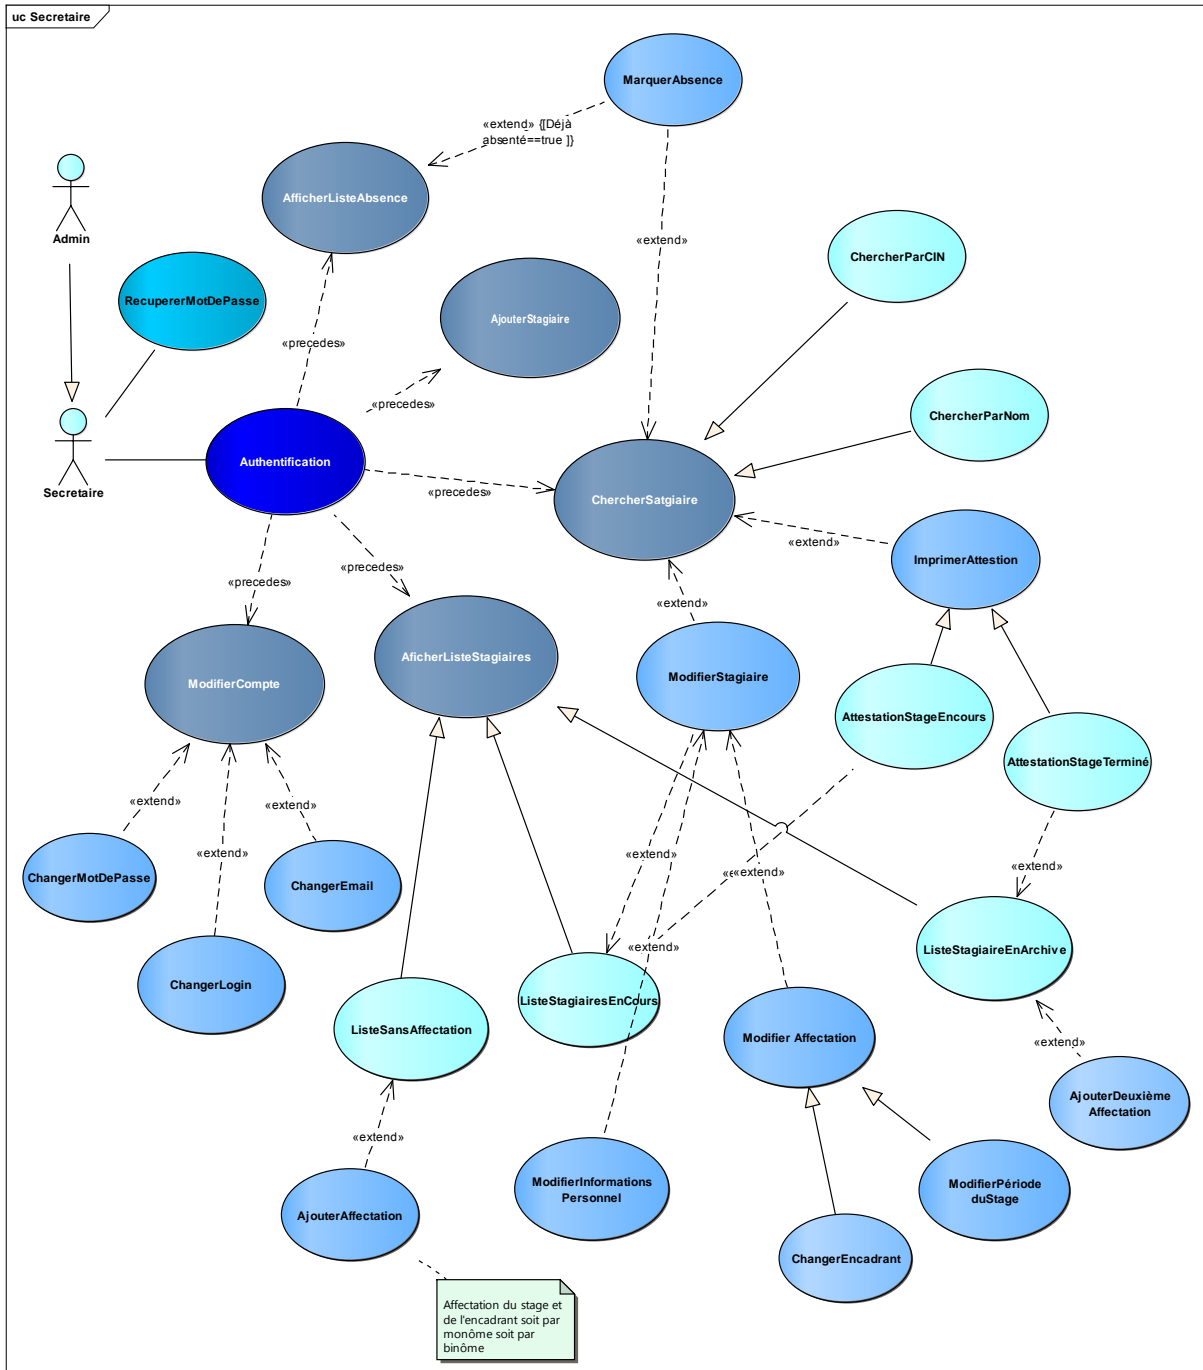 uc Secretaire
MarquerAbsence
«extend» {[Déjà
absenté==true ]}
AfficherListeAbsence
Admin
«extend»
ChercherParCIN
RecupererMotDePasse
AjouterStagiaire
«precedes»
«precedes»
ChercherParNom
Authentification
Secretaire
«precedes»
ChercherSatgiaire
«extend»
ImprimerAttestion
«precedes»
«precedes»
«extend»
AficherListeStagiaires
ModifierCompte
ModifierStagiaire
AttestationStageEncours
AttestationStageTerminé
«extend»
«extend»
«extend»
«extend»
«extend»
«extend»
ChangerMotDePasse
ChangerEmail
«extend»
ListeStagiaireEnArchive
ChangerLogin
ListeStagiairesEnCours
ListeSansAffectation
Modifier Affectation
«extend»
AjouterDeuxième
Affectation
«extend»
ModifierInformations
Personnel
ModifierPériode
duStage
AjouterAffectation
ChangerEncadrant
Affectation du stage et
de l'encadrant soit par
monôme soit par
binôme